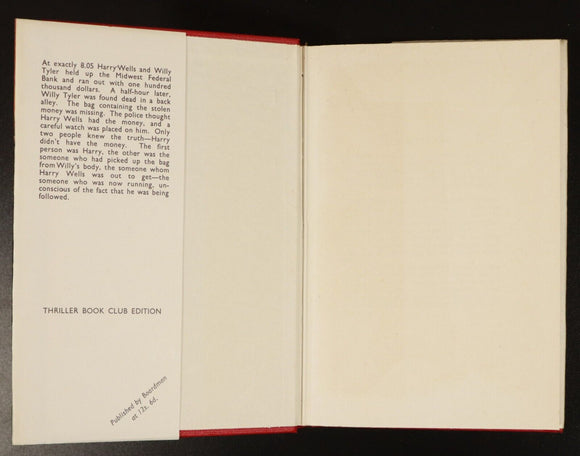 At exactly 8.05 Harry Wells and Willy
Tyler held up the Midwest Federal
Bank and ran out with one hundred
thousand dollars. A half-hour later,
Willy Tyler was found dead in a back
alley. The bag containing the stolen
money was missing. The police thought
Harry Wells had the money, and a
careful watch was placed on him. Only
two people knew the truth—Harry
didn't have the money. The first
person was Harry, the other was the
someone who had picked up the bag
from Willy's body, the someone whom
Harry Wells was out to get—the
someone who was now running, un-
conscious of the fact that he was being
followed.
THRILLER BOOK CLUB EDITION
Published by Boardman
at 12s. 6d.